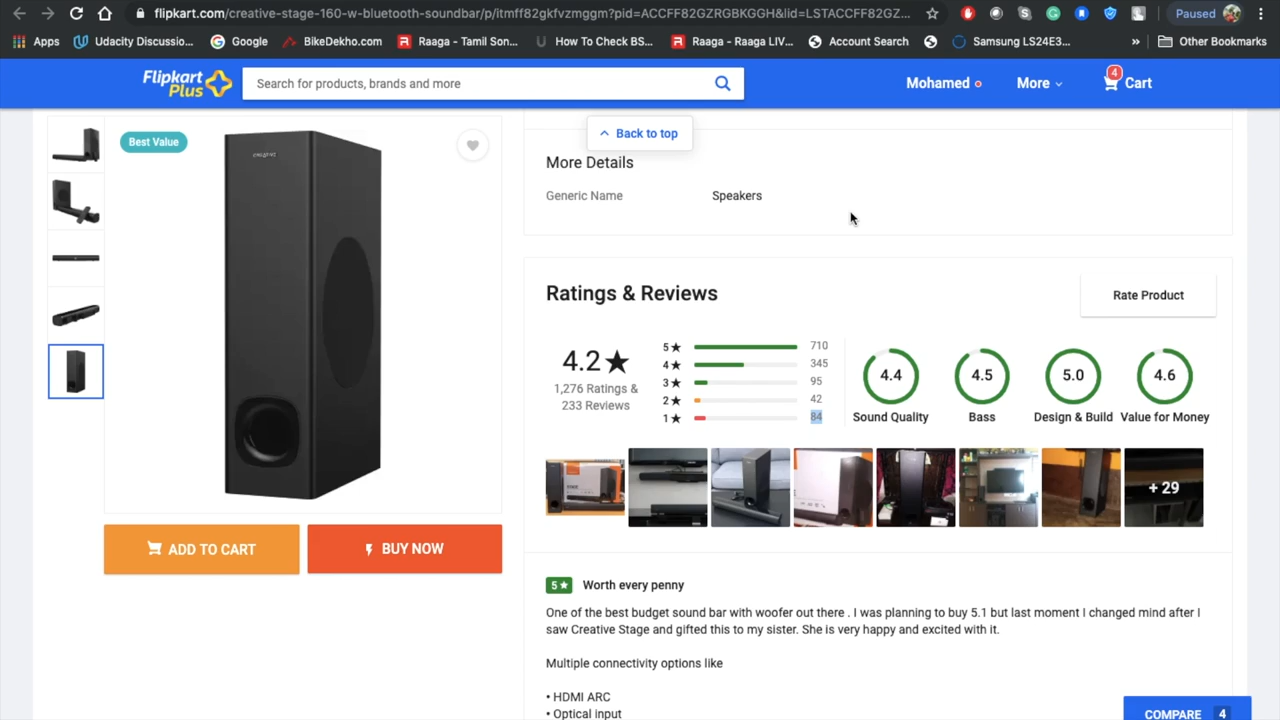 flipkart.com/creative-stage-160-w-bluetooth-soundbar/p/itmff82gkfvzmggm?pid=ACCFF82GZRGBKGGH&lid=LSTACCFF82GZ...
Paused
Apps
Udacity Discussio...
Google
BikeDekho.com
Raaga - Tamil Son...
How To Check BS...
Raaga - Raaga LIV...
Account Search
Samsung LS24E3...
»
Other Bookmarks
Flipkart
Plus
Search for products, brands and more
Mohamed
More
4
Cart
Best Value
creative
ADD TO CART
BUY NOW
Back to top
More Details
Generic Name Speakers
Ratings & Reviews
Rate Product
4.2★
1,276 Ratings &
233 Reviews
5★ 710
4★ 345
3★ 95
2★ 42
1★ 84
4.4
Sound Quality
4.5
Bass
5.0
Design & Build
4.6
Value for Money
+ 29
5★ Worth every penny
One of the best budget sound bar with woofer out there . I was planning to buy 5.1 but last moment I changed mind after I
saw Creative Stage and gifted this to my sister. She is very happy and excited with it.
Multiple connectivity options like
• HDMI ARC
• Optical input
COMPARE 4